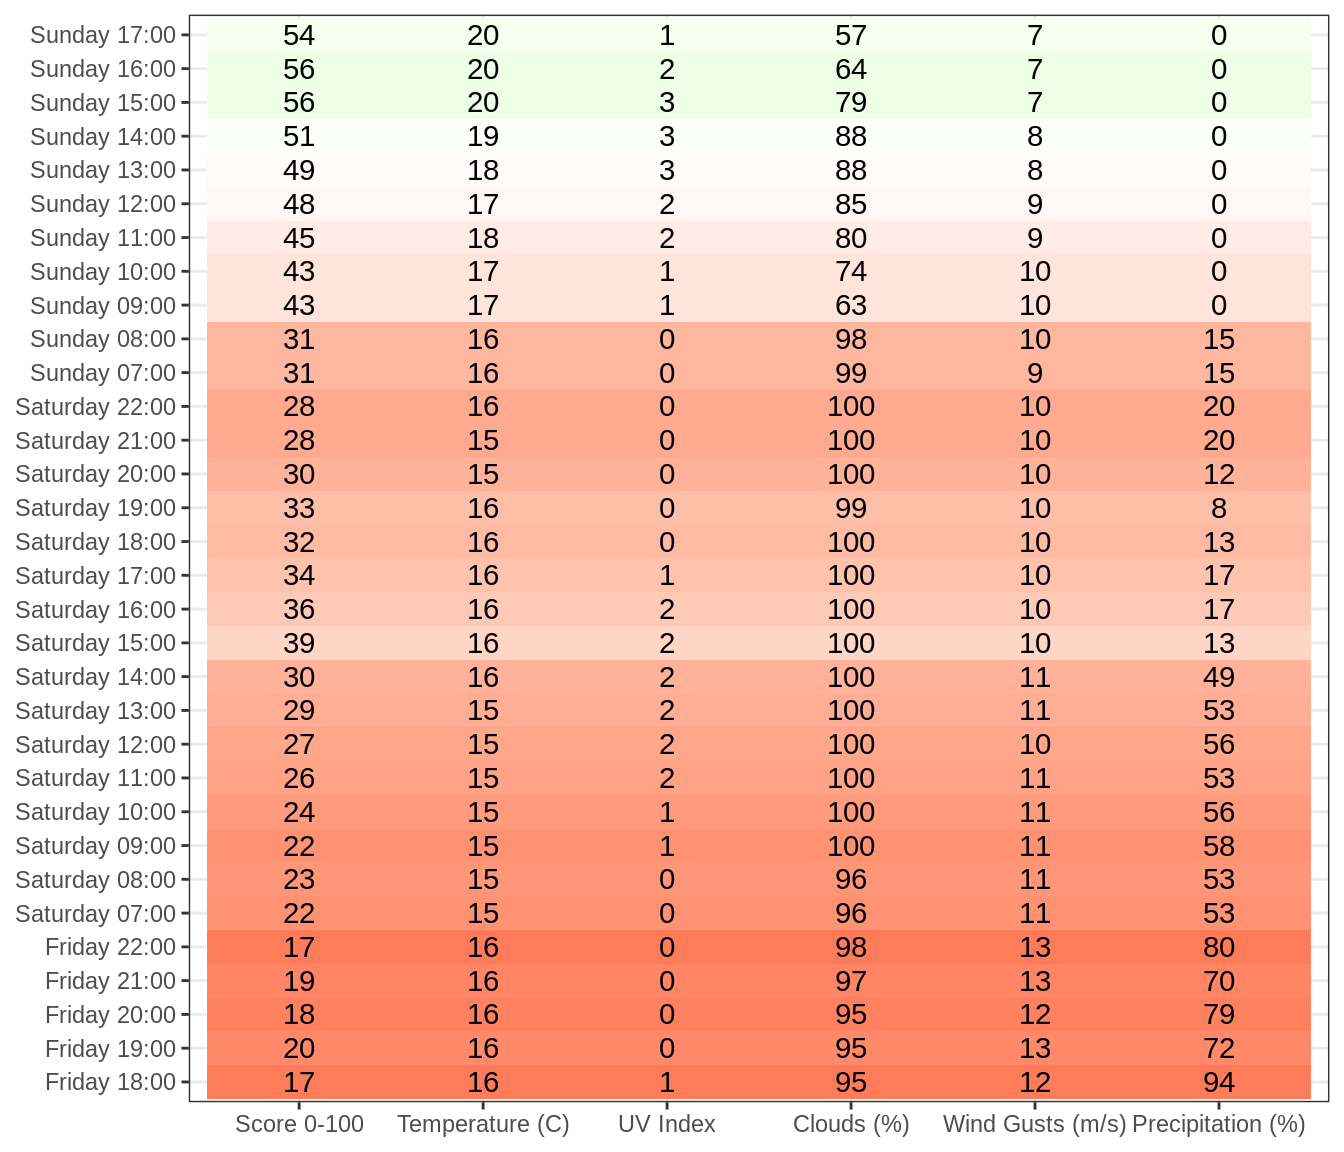 Sunday 17:00 54 20 1 57 7 0
Sunday 16:00 56 20 2 64 7 0
Sunday 15:00 56 20 3 79 7 0
Sunday 14:00 51 19 3 88 8 0
Sunday 13:00 49 18 3 88 8 0
Sunday 12:00 48 17 2 85 9 0
Sunday 11:00 45 18 2 80 9 0
Sunday 10:00 43 17 1 74 10 0
Sunday 09:00 43 17 1 63 10 0
Sunday 08:00 31 16 0 98 10 15
Sunday 07:00 31 16 0 99 9 15
Saturday 22:00 28 16 0 100 10 20
Saturday 21:00 28 15 0 100 10 20
Saturday 20:00 30 15 0 100 10 12
Saturday 19:00 33 16 0 99 10 8
Saturday 18:00 32 16 0 100 10 13
Saturday 17:00 34 16 1 100 10 17
Saturday 16:00 36 16 2 100 10 17
Saturday 15:00 39 16 2 100 10 13
Saturday 14:00 30 16 2 100 11 49
Saturday 13:00 29 15 2 100 11 53
Saturday 12:00 27 15 2 100 10 56
Saturday 11:00 26 15 2 100 11 53
Saturday 10:00 24 15 1 100 11 56
Saturday 09:00 22 15 1 100 11 58
Saturday 08:00 23 15 0 96 11 53
Saturday 07:00 22 15 0 96 11 53
Friday 22:00 17 16 0 98 13 80
Friday 21:00 19 16 0 97 13 70
Friday 20:00 18 16 0 95 12 79
Friday 19:00 20 16 0 95 13 72
Friday 18:00 17 16 1 95 12 94
Score 0-100 Temperature (C) UV Index Clouds (%) Wind Gusts (m/s) Precipitation (%)